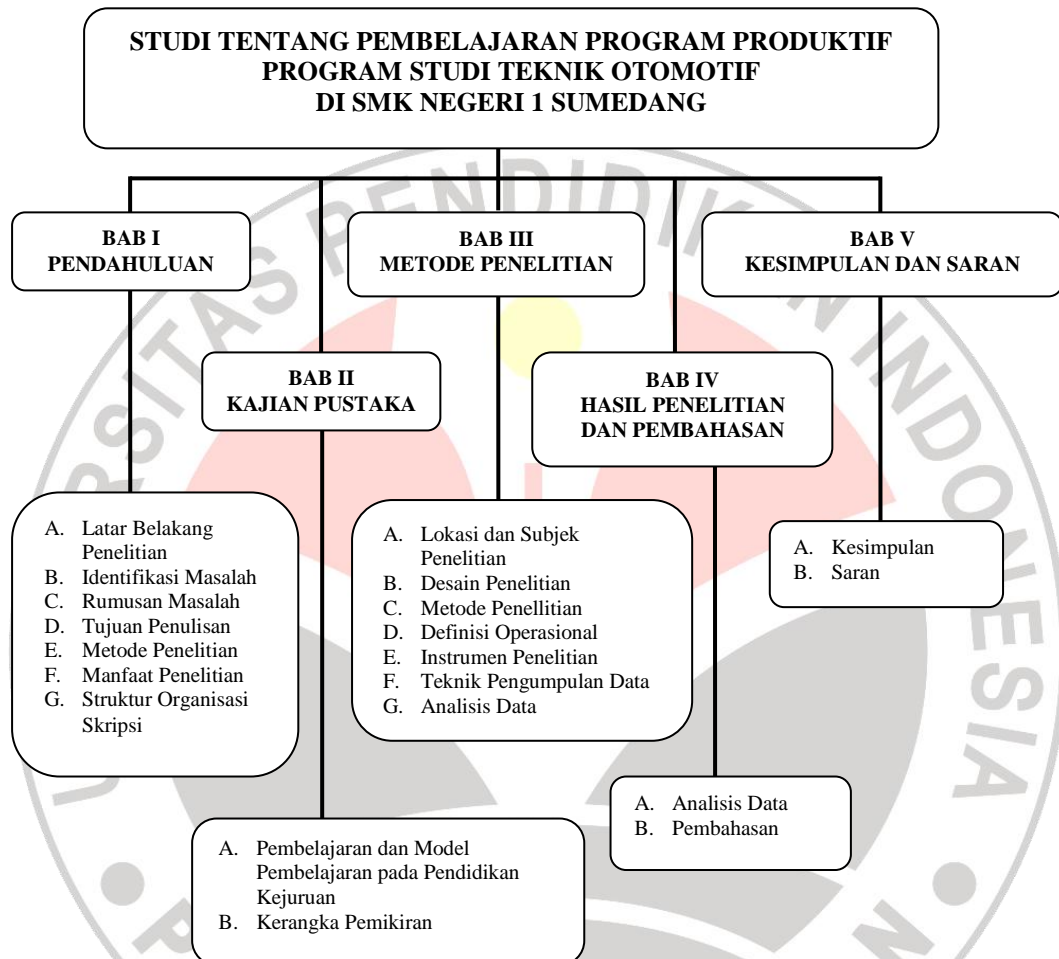 STUDI TENTANG PEMBELAJARAN PROGRAM PRODUKTIF
PROGRAM STUDI TEKNIK OTOMOTIF
DI SMK NEGERI 1 SUMEDANG
BAB I
PENDAHULUAN
BAB III
METODE PENELITIAN
BAB V
KESIMPULAN DAN SARAN
BAB II
KAJIAN PUSTAKA
BAB IV
HASIL PENELITIAN
DAN PEMBAHASAN
A. Latar Belakang
Penelitian
B. Identifikasi Masalah
C. Rumusan Masalah
D. Tujuan Penulisan
E. Metode Penelitian
F. Manfaat Penelitian
G. Struktur Organisasi
Skripsi
A. Lokasi dan Subjek
Penelitian
B. Desain Penelitian
C. Metode Penellitian
D. Definisi Operasional
E. Instrumen Penelitian
F. Teknik Pengumpulan Data
G. Analisis Data
A. Kesimpulan
B. Saran
A. Analisis Data
B. Pembahasan
A. Pembelajaran dan Model
Pembelajaran pada Pendidikan
Kejuruan
B. Kerangka Pemikiran